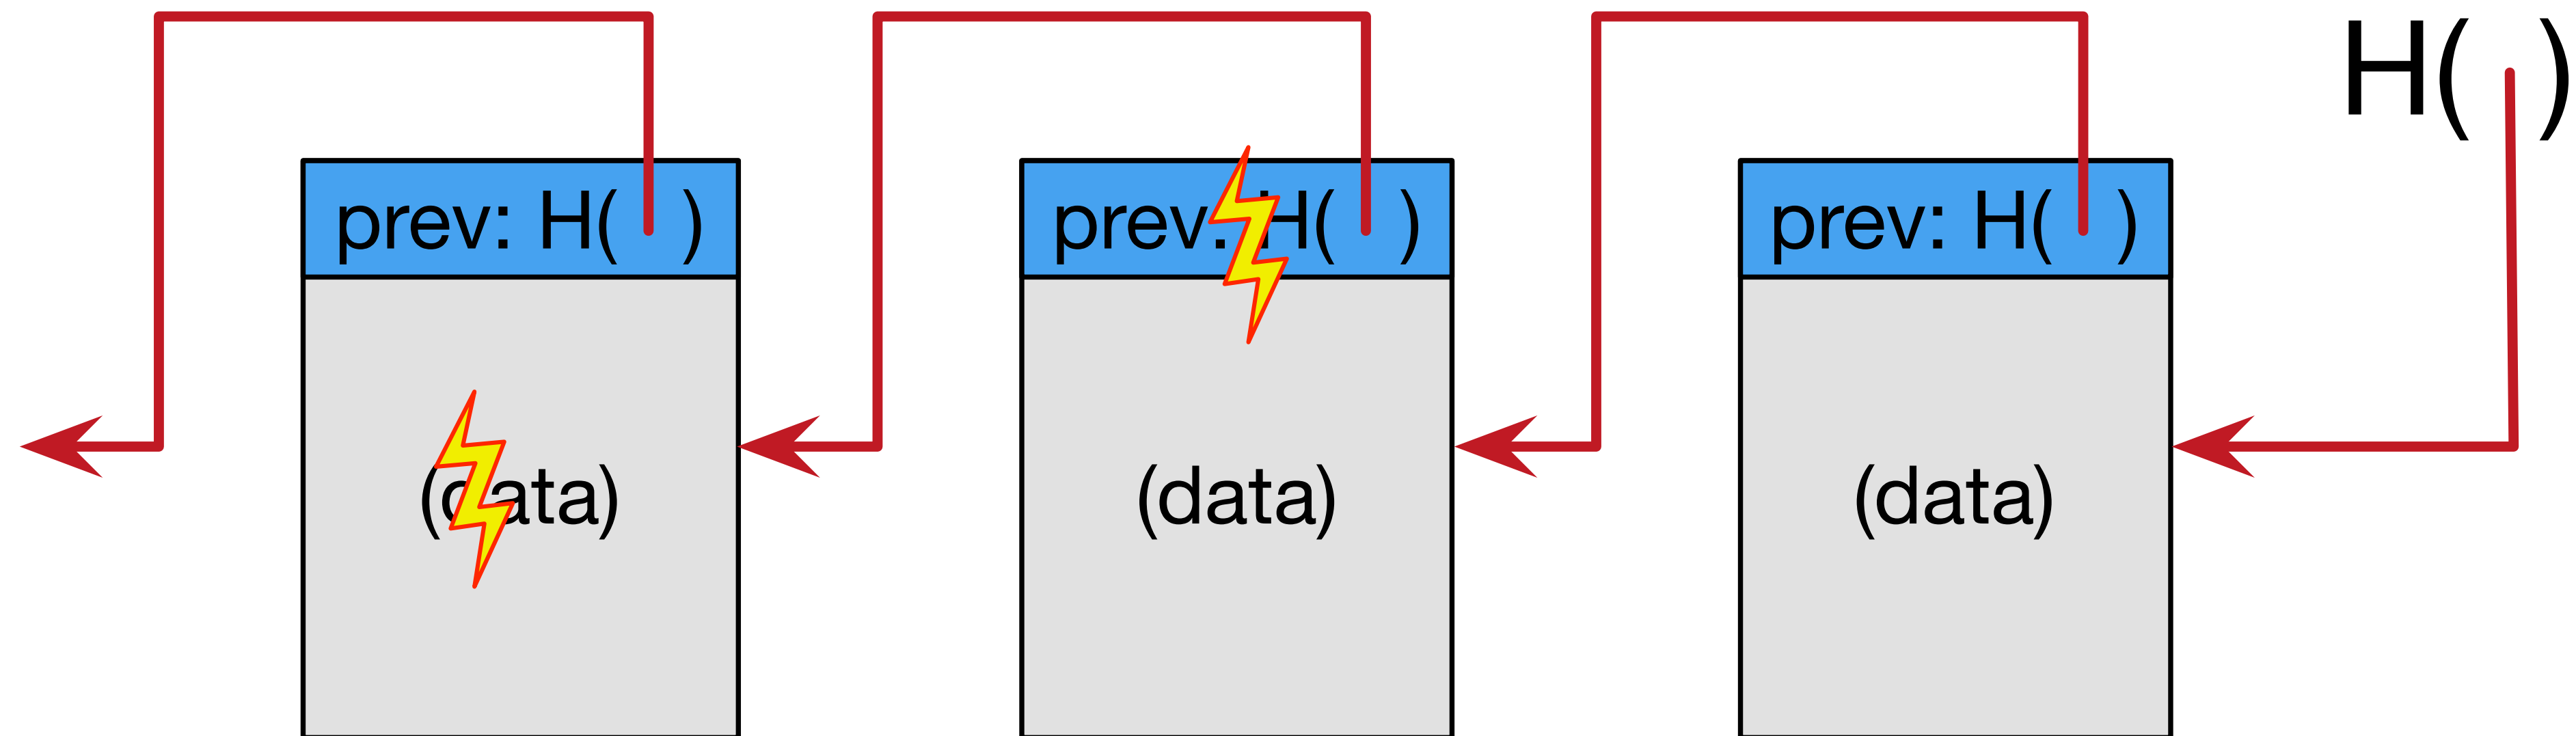 H( )
prev: H( )
prev: H( )
prev: H( )
(data)
(data)
(data)